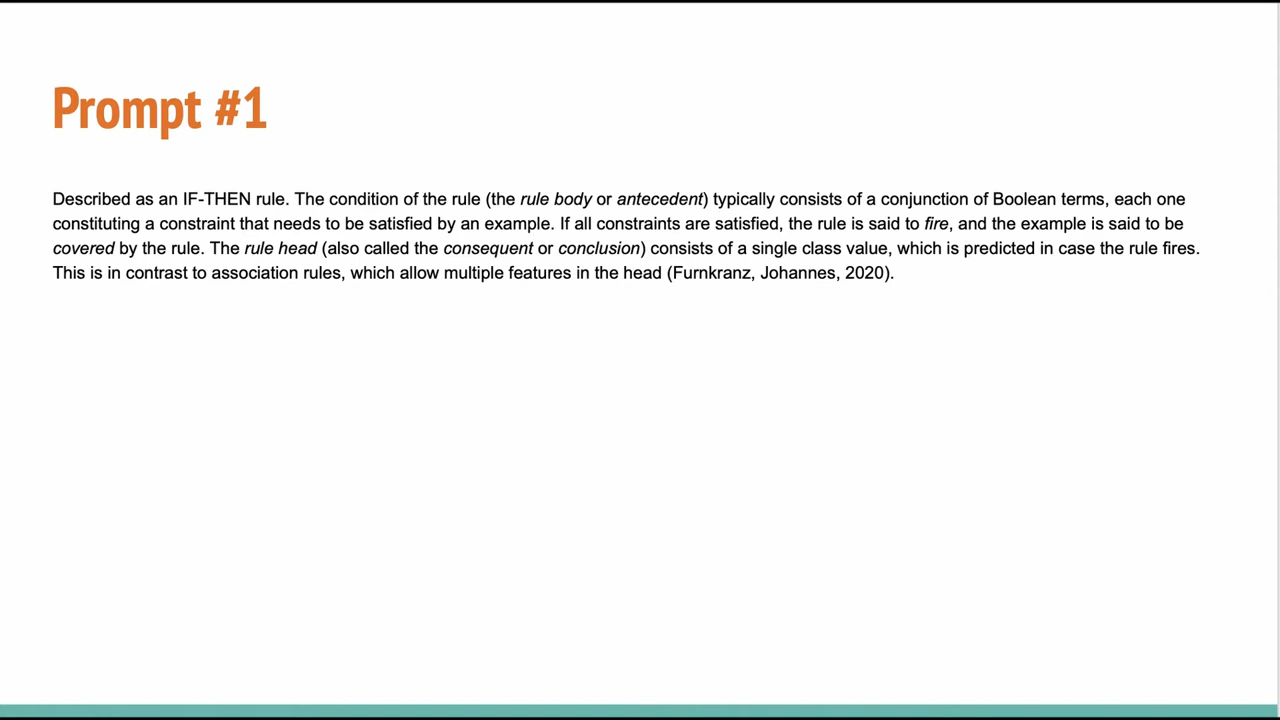 Prompt #1
Described as an IF-THEN rule. The condition of the rule (the rule body or antecedent) typically consists of a conjunction of Boolean terms, each one
constituting a constraint that needs to be satisfied by an example. If all constraints are satisfied, the rule is said to fire, and the example is said to be
covered by the rule. The rule head (also called the consequent or conclusion) consists of a single class value, which is predicted in case the rule fires.
This is in contrast to association rules, which allow multiple features in the head (Furnkranz, Johannes, 2020).